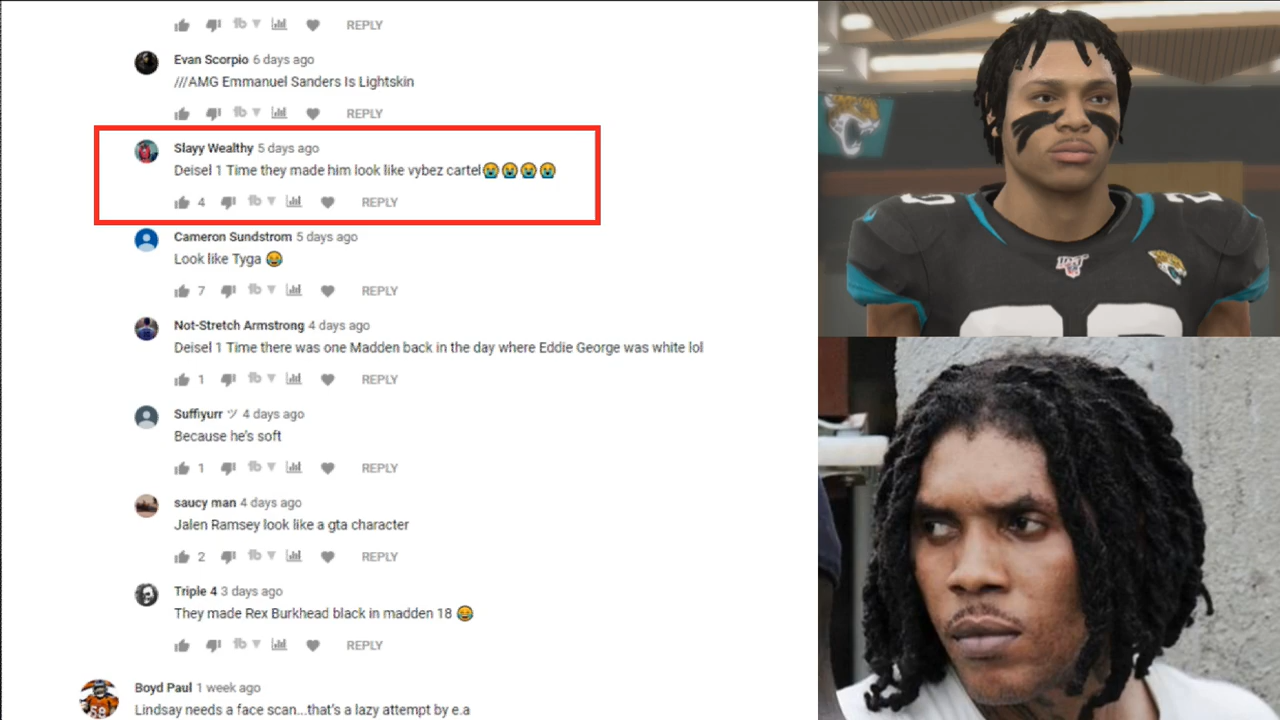 REPLY
Evan Scorpio 6 days ago
///AMG Emmanuel Sanders Is Lightskin
REPLY
Slayy Wealthy 5 days ago
Deisel 1 Time they made him look like vybez cartel😭😭😭😭
4 REPLY
Cameron Sundstrom 5 days ago
Look like Tyga 😂
7 REPLY
Not-Stretch Armstrong 4 days ago
Deisel 1 Time there was one Madden back in the day where Eddie George was white lol
1 REPLY
Suffiyurr ツ 4 days ago
Because he's soft
1 REPLY
saucy man 4 days ago
Jalen Ramsey look like a gta character
2 REPLY
Triple 4 3 days ago
They made Rex Burkhead black in madden 18 😂
REPLY
Boyd Paul 1 week ago
Lindsay needs a face scan...that's a lazy attempt by e.a